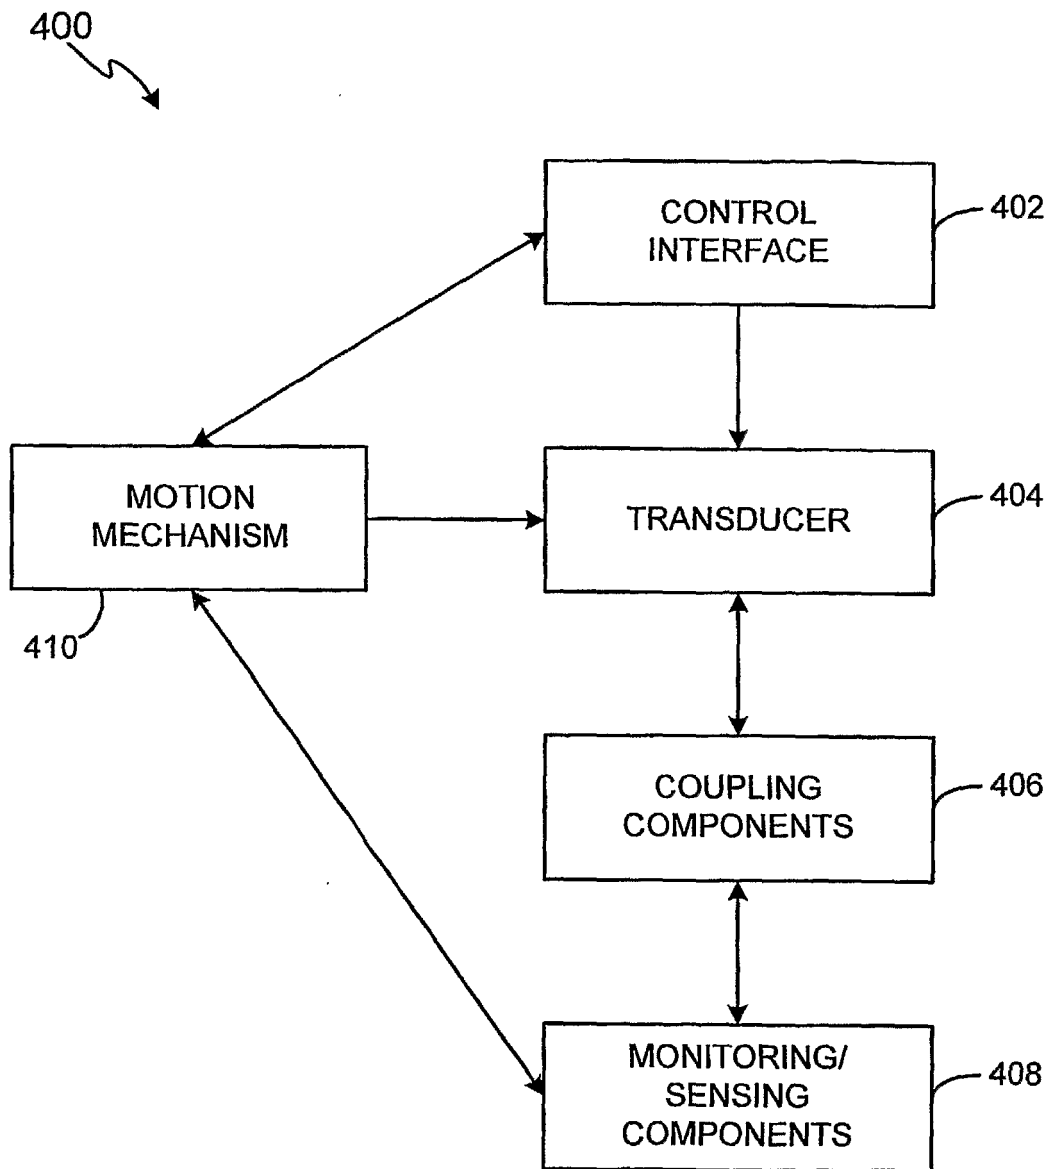 400
CONTROL
INTERFACE
402
MOTION
MECHANISM
410
TRANSDUCER
404
COUPLING
COMPONENTS
406
MONITORING/
SENSING
COMPONENTS
408